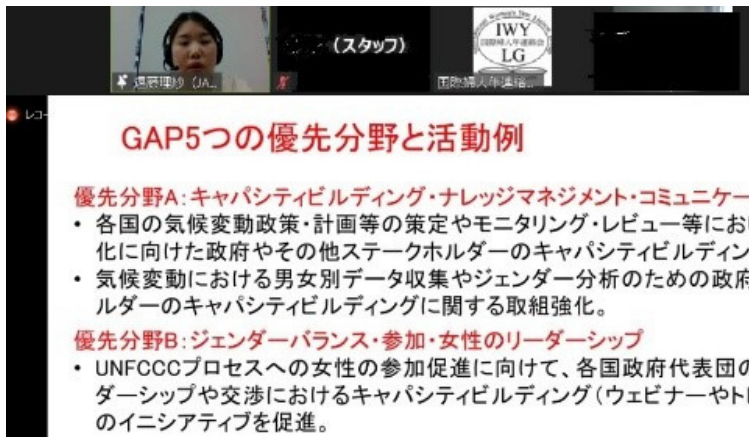 (スタッフ)
IWY
国際婦人年連絡会
LG
遠藤理紗 (JA...
国際婦人年連絡...
レコー
GAP5つの優先分野と活動例
優先分野A:キャパシティビルディング・ナレッジマネジメント・コミュニケー
・ 各国の気候変動政策・計画等の策定やモニタリング・レビュー等にお
化に向けた政府やその他ステークホルダーのキャパシティビルディン
・ 気候変動における男女別データ収集やジェンダー分析のための政府
ルダーのキャパシティビルディングに関する取組強化。
優先分野B:ジェンダーバランス・参加・女性のリーダーシップ
・ UNFCCCプロセスへの女性の参加促進に向けて、各国政府代表団の
ダーシップや交渉におけるキャパシティビルディング(ウェビナーやトレ
のイニシアティブを促進。